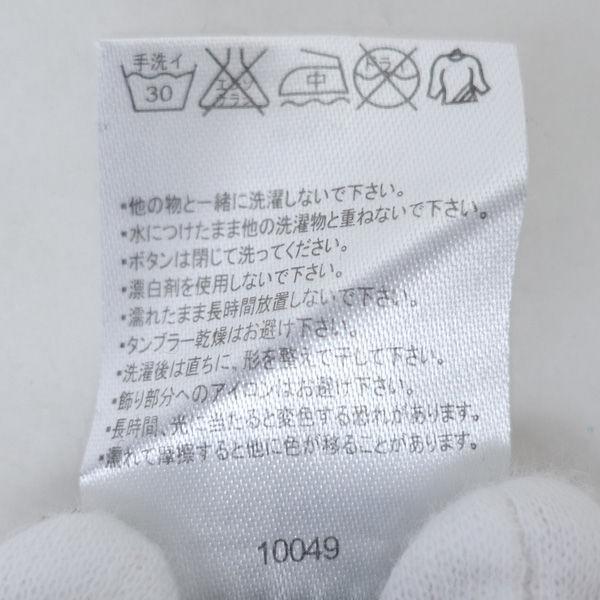 手洗イ
30
エンソ
サラシ
中
ドライ
・他の物と一緒に洗濯しないで下さい。
・水につけたまま他の洗濯物と重ねないで下さい。
・ボタンは閉じて洗ってください。
・漂白剤を使用しないで下さい。
・濡れたまま長時間放置しないで下さい。
・タンブラー乾燥はお避け下さい。
・洗濯後は直ちに、形を整えて干して下さい。
・飾り部分へのアイロンはお避け下さい。
・長時間、光に当たると変色する恐れがあります。
・濡れて摩擦すると他に色が移ることがあります。
10049